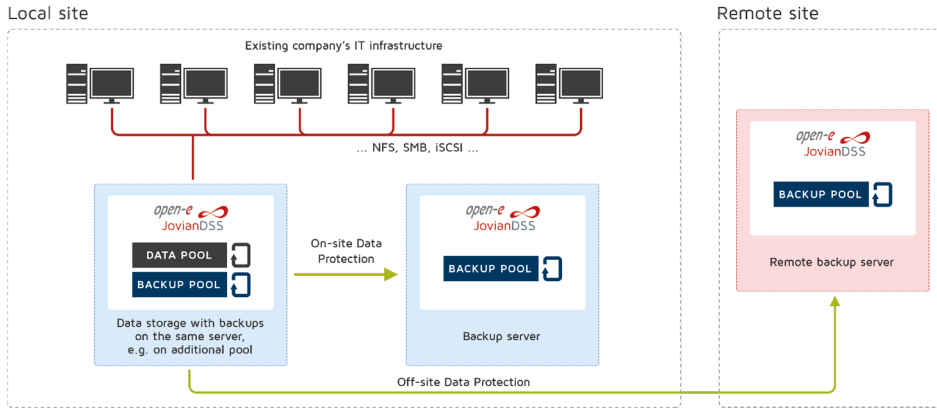 Local site
Remote site
Existing company's IT infrastructure
... NFS, SMB, iSCSI ...
open-e
JovianDSS
DATA POOL
BACKUP POOL
Data storage with backups
on the same server,
e.g. on additional pool
On-site Data
Protection
open-e
JovianDSS
BACKUP POOL
Backup server
open-e
JovianDSS
BACKUP POOL
Remote backup server
Off-site Data Protection